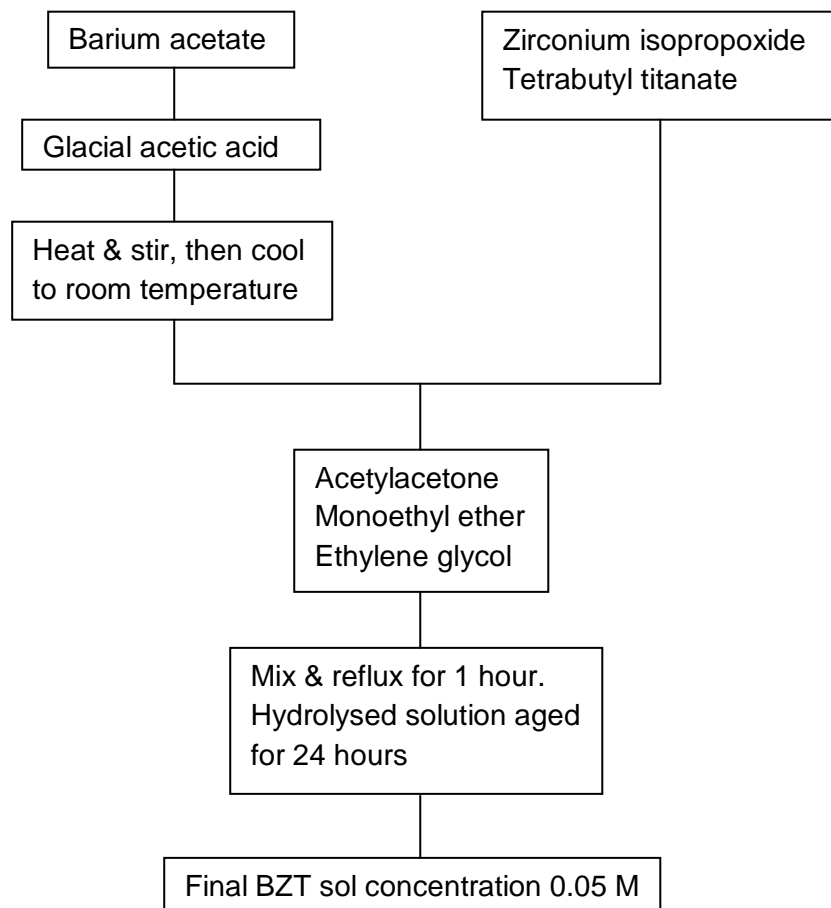 Barium acetate
Zirconium isopropoxide
Tetrabutyl titanate
Glacial acetic acid
Heat & stir, then cool
to room temperature
Acetylacetone
Monoethyl ether
Ethylene glycol
Mix & reflux for 1 hour.
Hydrolysed solution aged
for 24 hours
Final BZT sol concentration 0.05 M